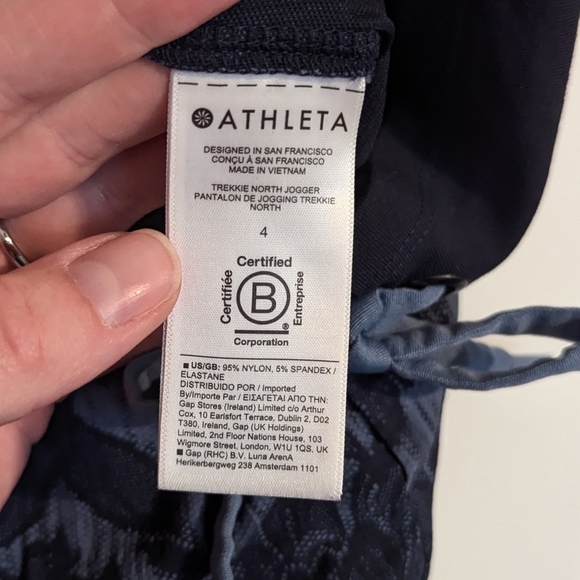 ATHLETA
DESIGNED IN SAN FRANCISCO
CONÇU À SAN FRANCISCO
MADE IN VIETNAM
TREKKIE NORTH JOGGER
PANTALON DE JOGGING TREKKIE
NORTH
4
Certified
Certifiée
B
Entreprise
®
Corporation
■ US/GB: 95% NYLON, 5% SPANDEX/
ELASTANE
DISTRIBUIDO POR / Imported
By/Importe Par / ΕΙΣΑΓΕΤΑΙ ΑΠΟ ΤΗΝ:
Gap Stores (Ireland) Limited c/o Arthur
Cox, 10 Earlsfort Terrace, Dublin 2, D02
T380, Ireland, Gap (UK Holdings)
Limited, 2nd Floor Nations House, 103
Wigmore Street, London, W1U 1QS, UK
■ Gap (RHC) B.V. Luna ArenA
Herikerbergweg 238 Amsterdam 1101